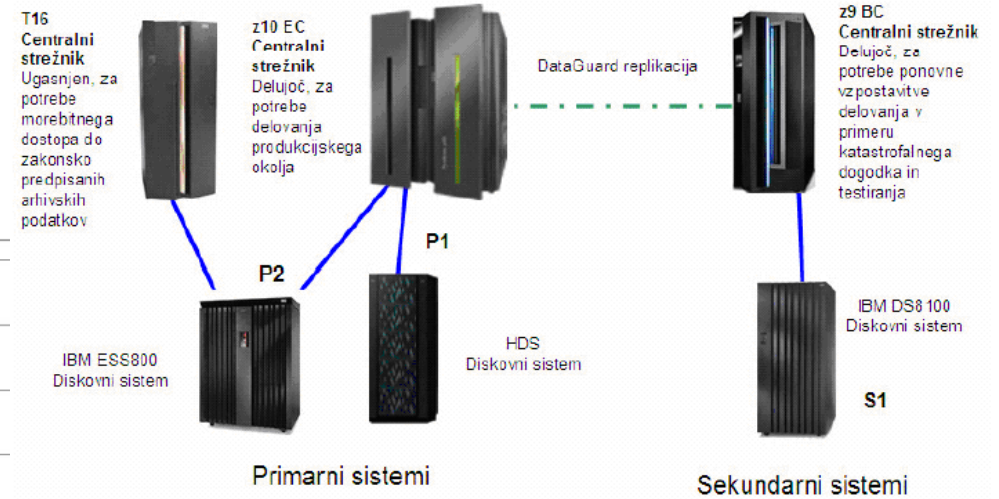 T16
Centralni
strežnik
Ugasnjen, za
potrebe
morebitnega
dostopa do
zakonsko
predpisanih
arhivskih
podatkov
z10 EC
Centralni
strežnik
Delujoč, za
potrebe
delovanja
produkcijskega
okolja
DataGuard replikacija
z9 BC
Centralni strežnik
Delujoč, za
potrebe ponovne
vzpostavitve
delovanja v
primeru
katastrofalnega
dogodka in
testiranja
P1
P2
IBM ESS800
Diskovni sistem
HDS
Diskovni sistem
IBM DS8100
Diskovni sistem
S1
Primarni sistemi
Sekundarni sistemi